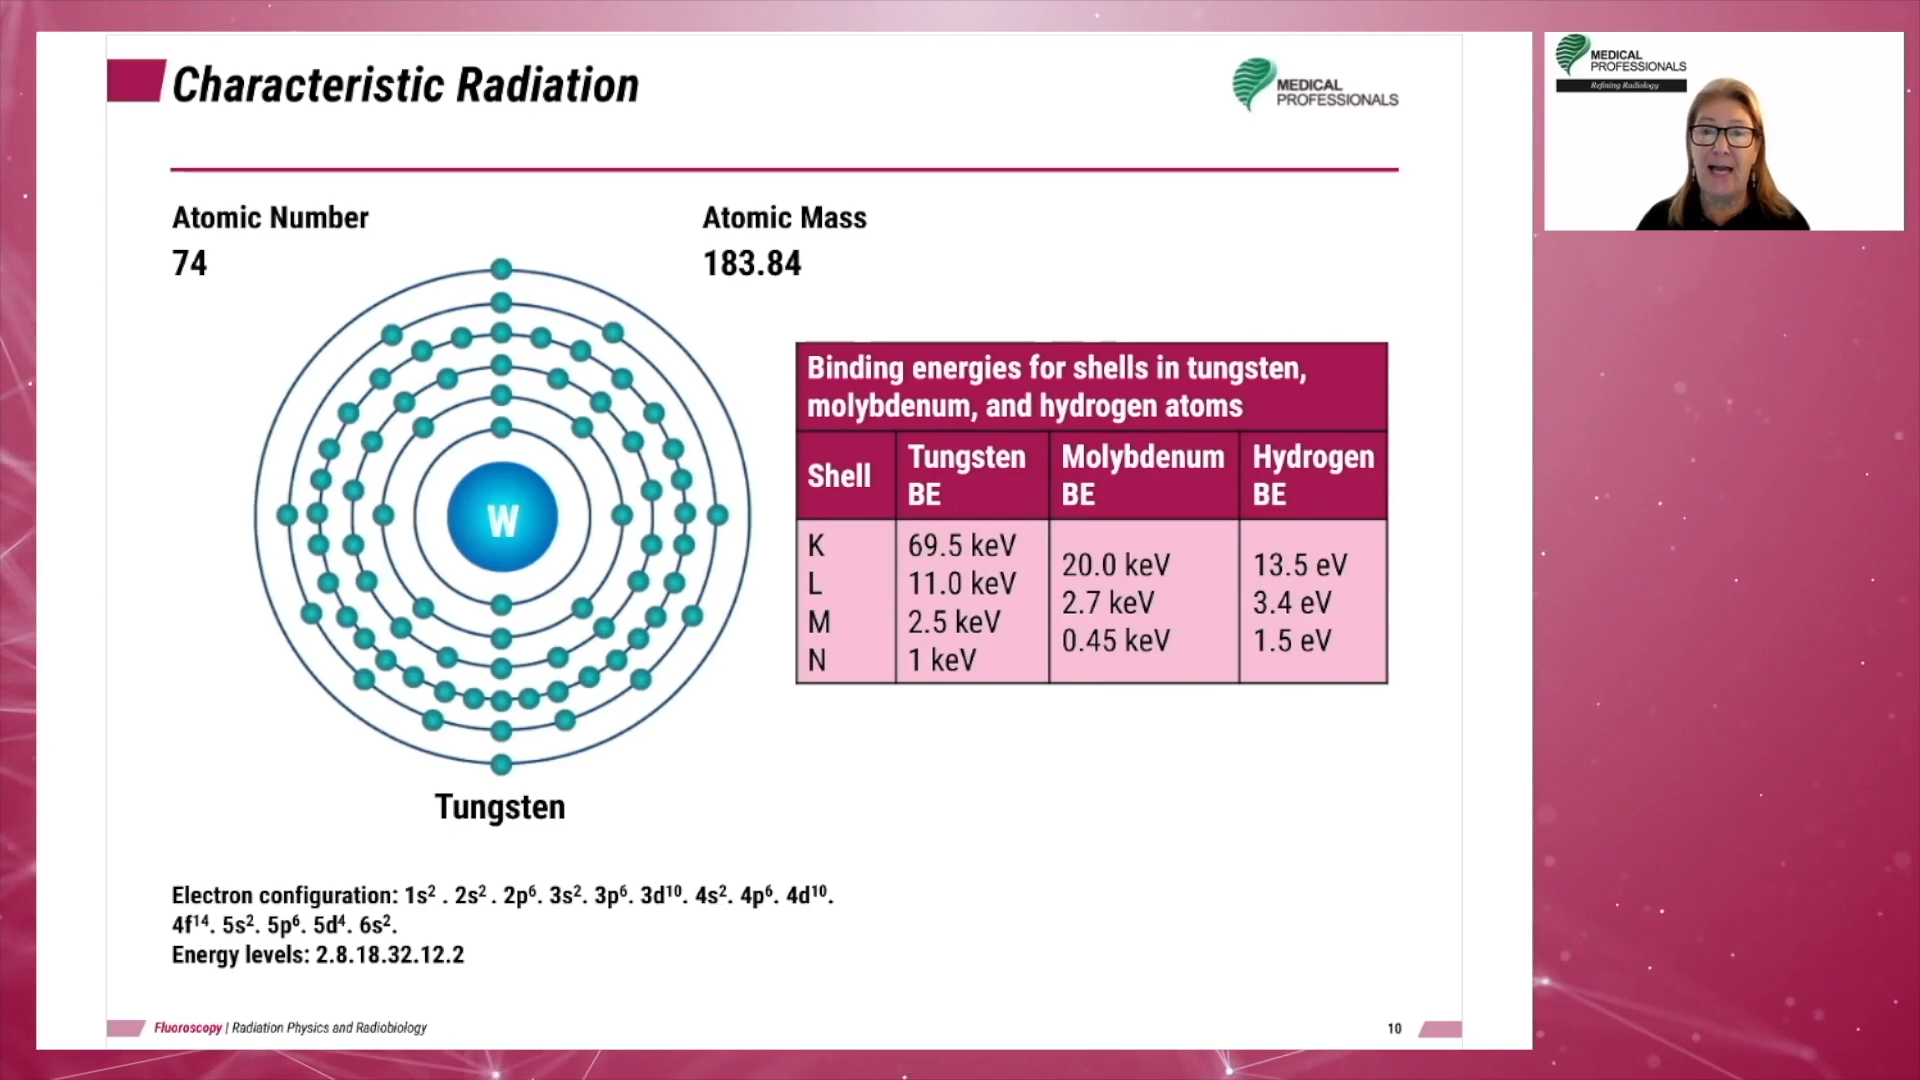 Characteristic Radiation
MEDICAL
PROFESSIONALS
MEDICAL
PROFESSIONALS
Refining Radiology
Atomic Number
74
Atomic Mass
183.84
W
Tungsten
Binding energies for shells in tungsten,
molybdenum, and hydrogen atoms
Shell
Tungsten
BE
Molybdenum
BE
Hydrogen
BE
K
L
M
N
69.5 keV
11.0 keV
2.5 keV
1 keV
20.0 keV
2.7 keV
0.45 keV
13.5 eV
3.4 eV
1.5 eV
Electron configuration: 1s² . 2s² . 2p⁶. 3s². 3p⁶. 3d¹⁰. 4s². 4p⁶. 4d¹⁰.
4f¹⁴. 5s². 5p⁶. 5d⁴. 6s².
Energy levels: 2.8.18.32.12.2
Fluoroscopy | Radiation Physics and Radiobiology
10